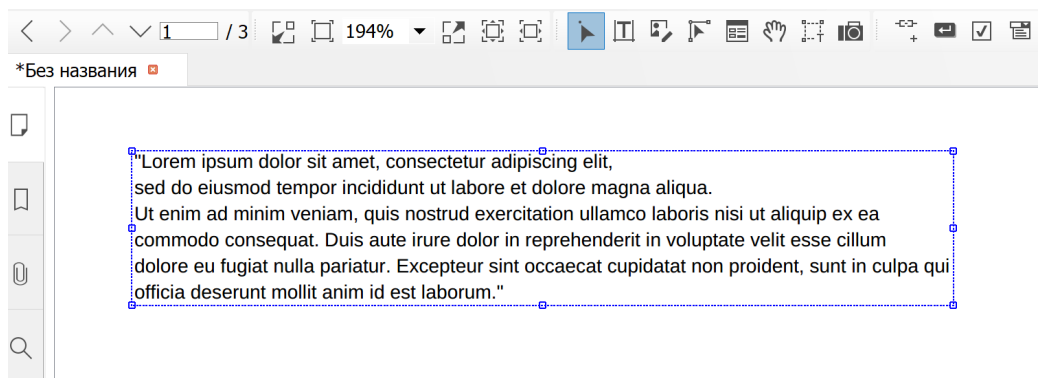 1 / 3 194%
*Без названия
"Lorem ipsum dolor sit amet, consectetur adipiscing elit,
sed do eiusmod tempor incididunt ut labore et dolore magna aliqua.
Ut enim ad minim veniam, quis nostrud exercitation ullamco laboris nisi ut aliquip ex ea
commodo consequat. Duis aute irure dolor in reprehenderit in voluptate velit esse cillum
dolore eu fugiat nulla pariatur. Excepteur sint occaecat cupidatat non proident, sunt in culpa qui
officia deserunt mollit anim id est laborum."